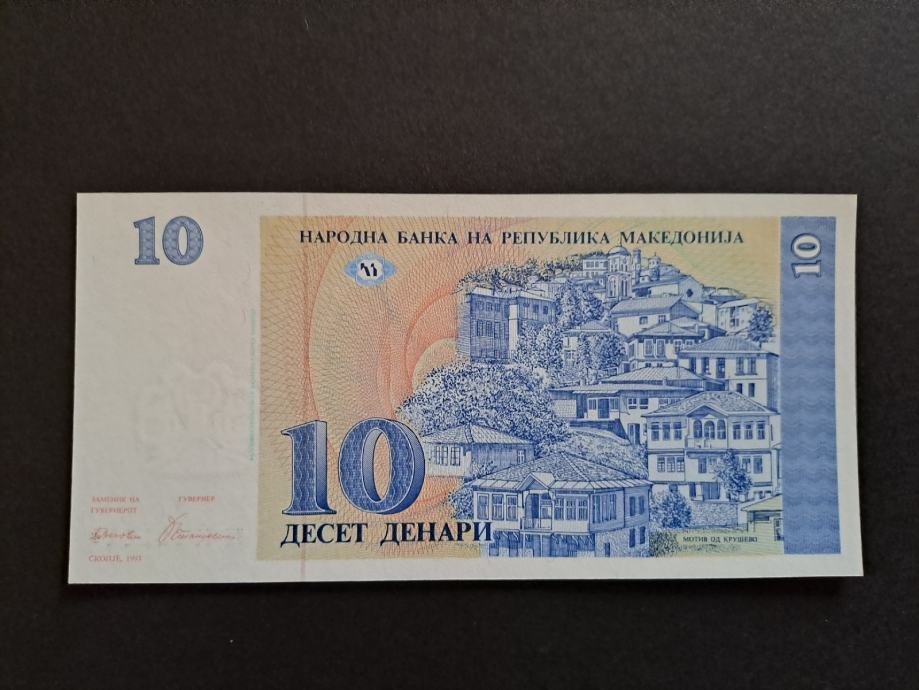 10
НАРОДНА БАНКА НА РЕПУБЛИКА МАКЕДОНИЈА
10
10
ДЕСЕТ ДЕНАРИ
ЗАМЕНИК НА
ГУВЕРНЕРОТ
ГУВЕРНЕР
СКОПЈЕ, 1993
МОТИВ ОД КРУШЕВО